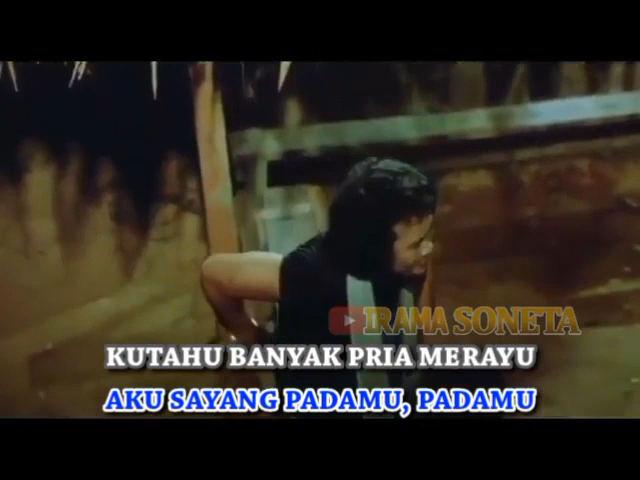 IRAMA SONETA
KUTAHU BANYAK PRIA MERAYU
AKU SAYANG PADAMU, PADAMU